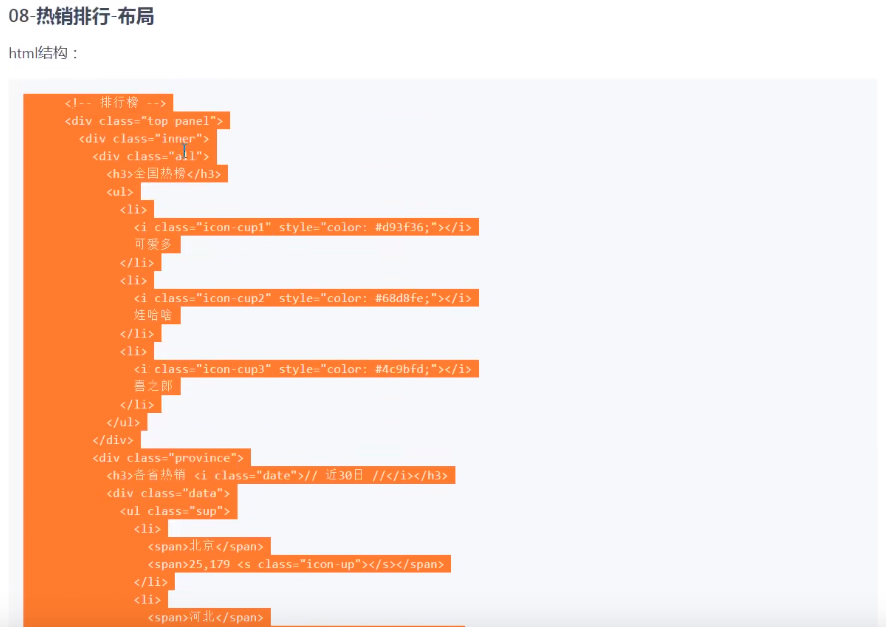 08-热销排行-布局
html结构：
<!-- 排行榜 -->
<div class="top panel">
<div class="inner">
<div class="all">
<h3>全国热榜</h3>
<ul>
<li>
<i class="icon-cup1" style="color: #d93f36;"></i>
可爱多
</li>
<li>
<i class="icon-cup2" style="color: #68d8fe;"></i>
娃哈啥
</li>
<li>
<i class="icon-cup3" style="color: #4c9bfd;"></i>
喜之郎
</li>
</ul>
</div>
<div class="province">
<h3>各省热销 <i class="date">// 近30日 //</i></h3>
<div class="data">
<ul class="sup">
<li>
<span>北京</span>
<span>25,179 <s class="icon-up"></s></span>
</li>
<li>
<span>河北</span>